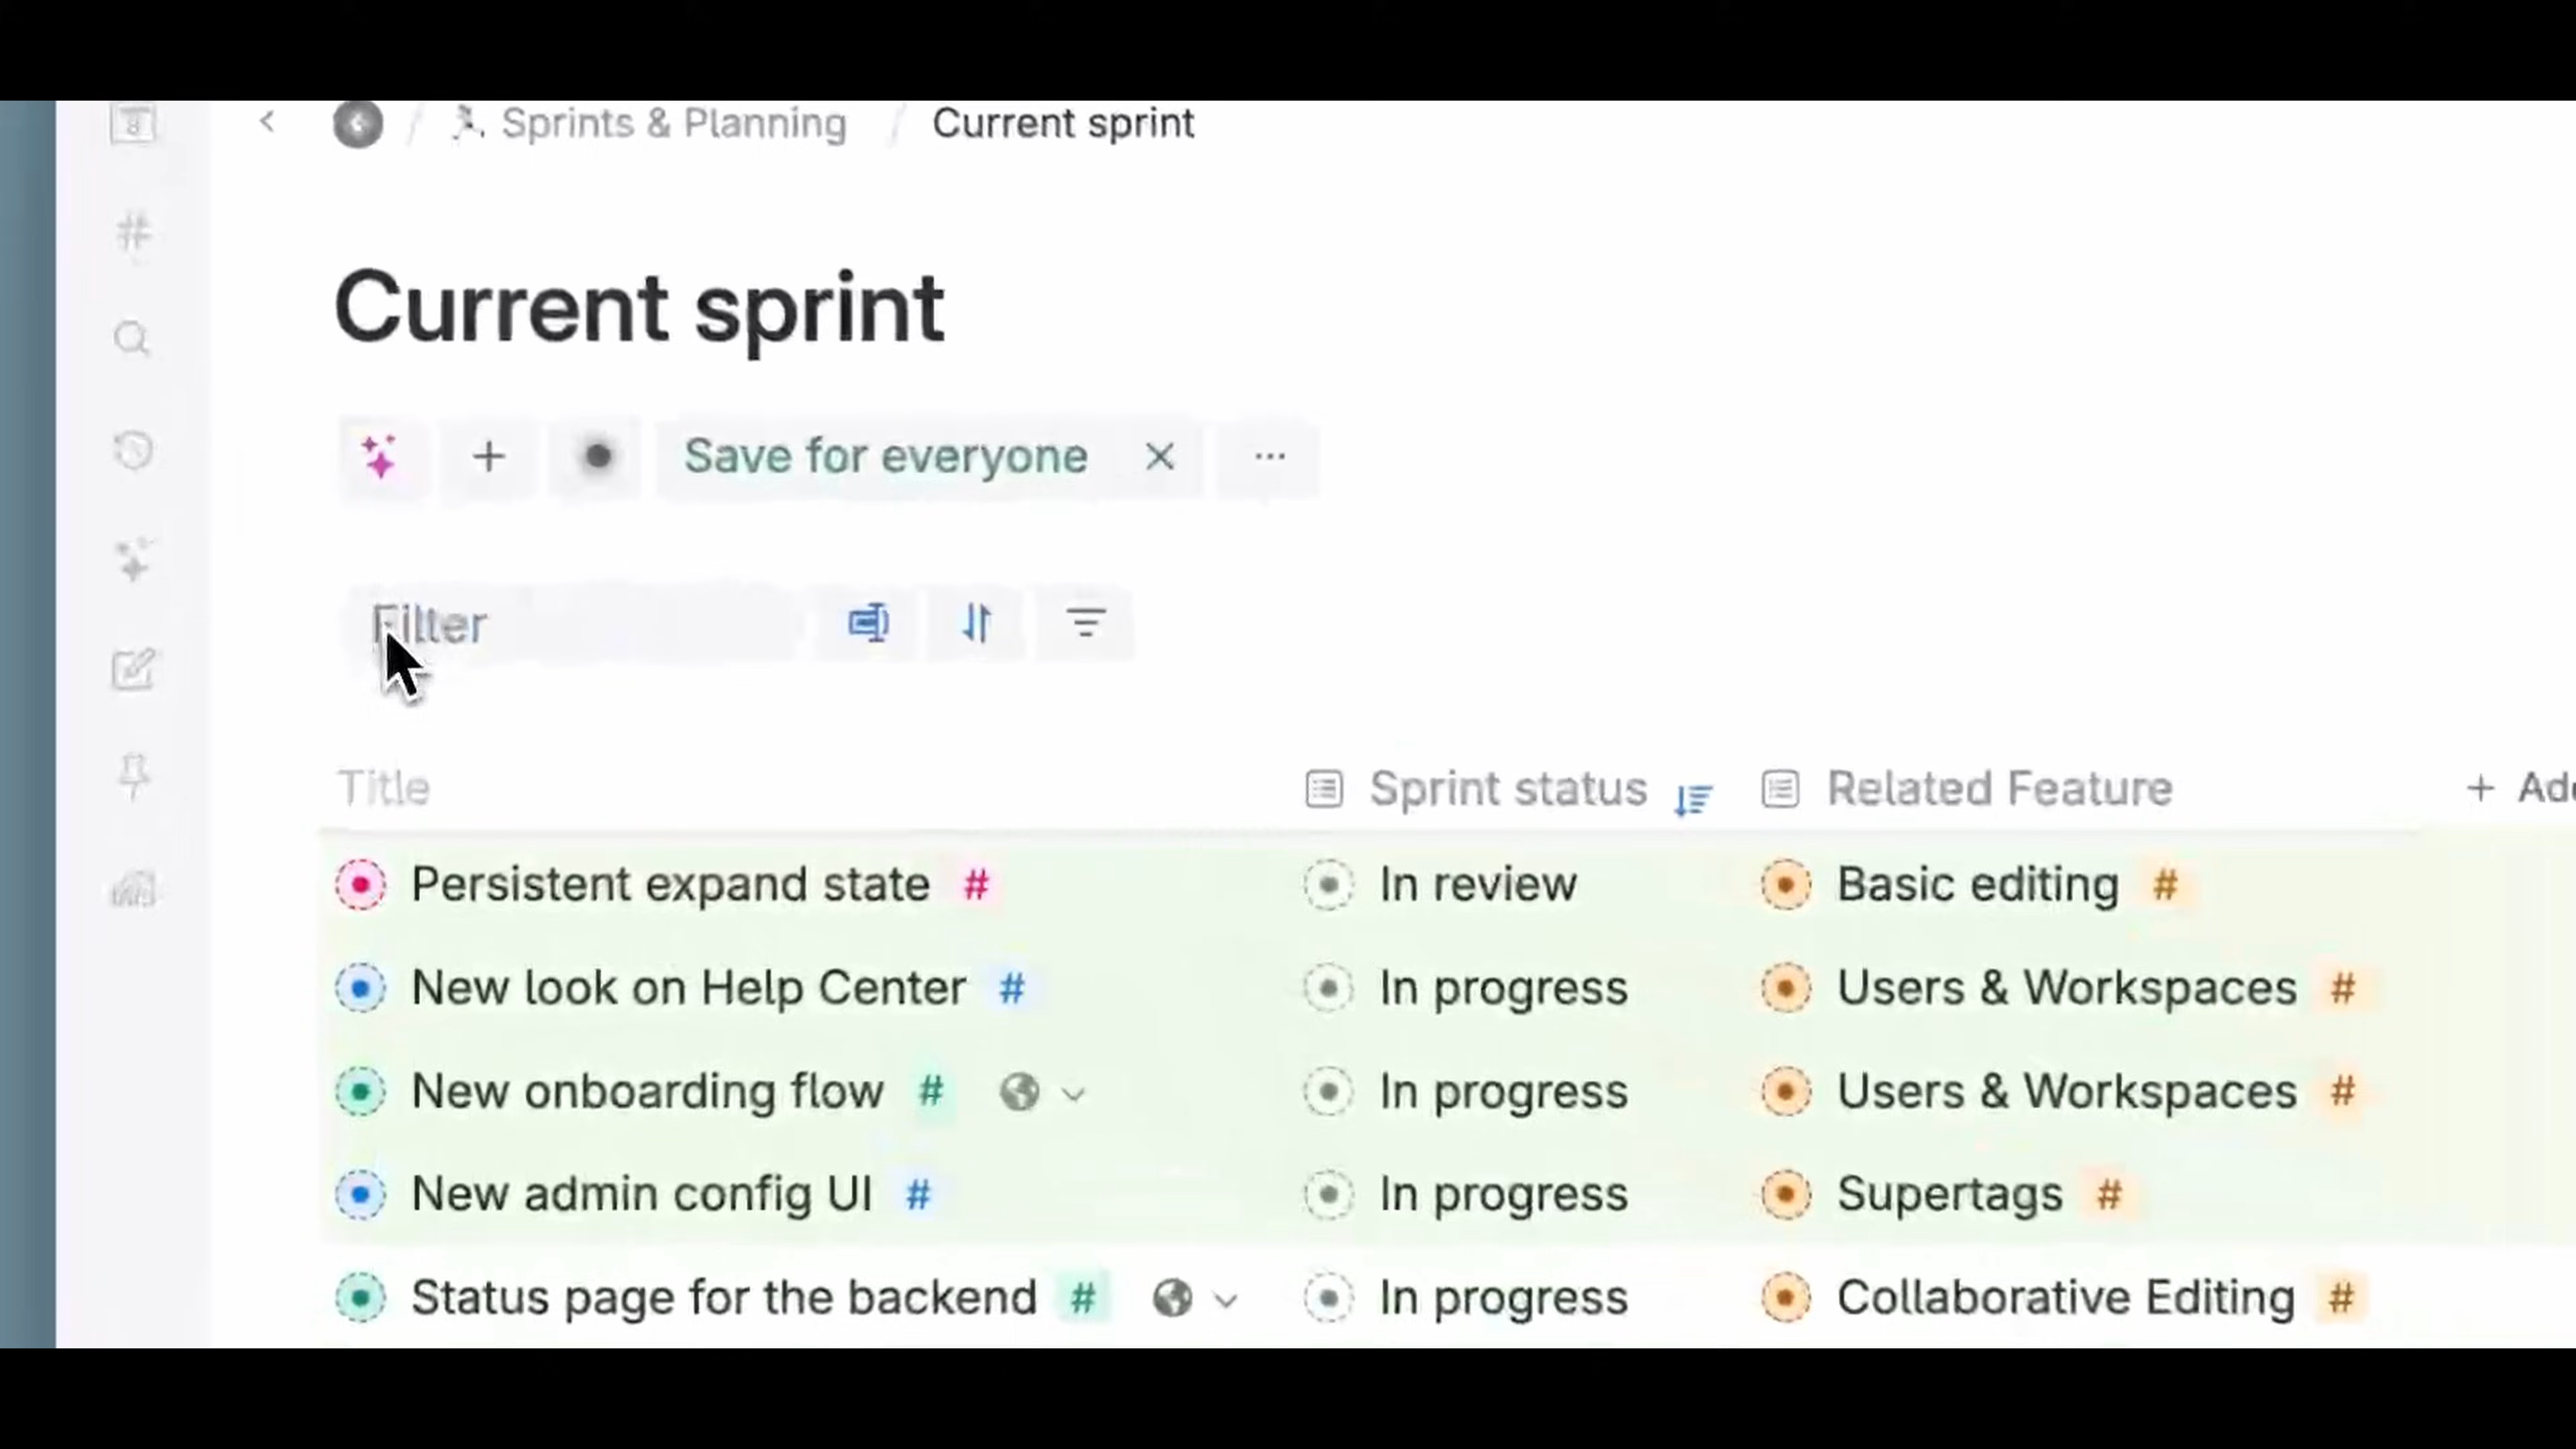 8
Sprints & Planning / Current sprint
Current sprint
+ Save for everyone × ...
Filter
Title Sprint status Related Feature + Add
Persistent expand state # In review Basic editing #
New look on Help Center # In progress Users & Workspaces #
New onboarding flow # In progress Users & Workspaces #
New admin config UI # In progress Supertags #
Status page for the backend # In progress Collaborative Editing #